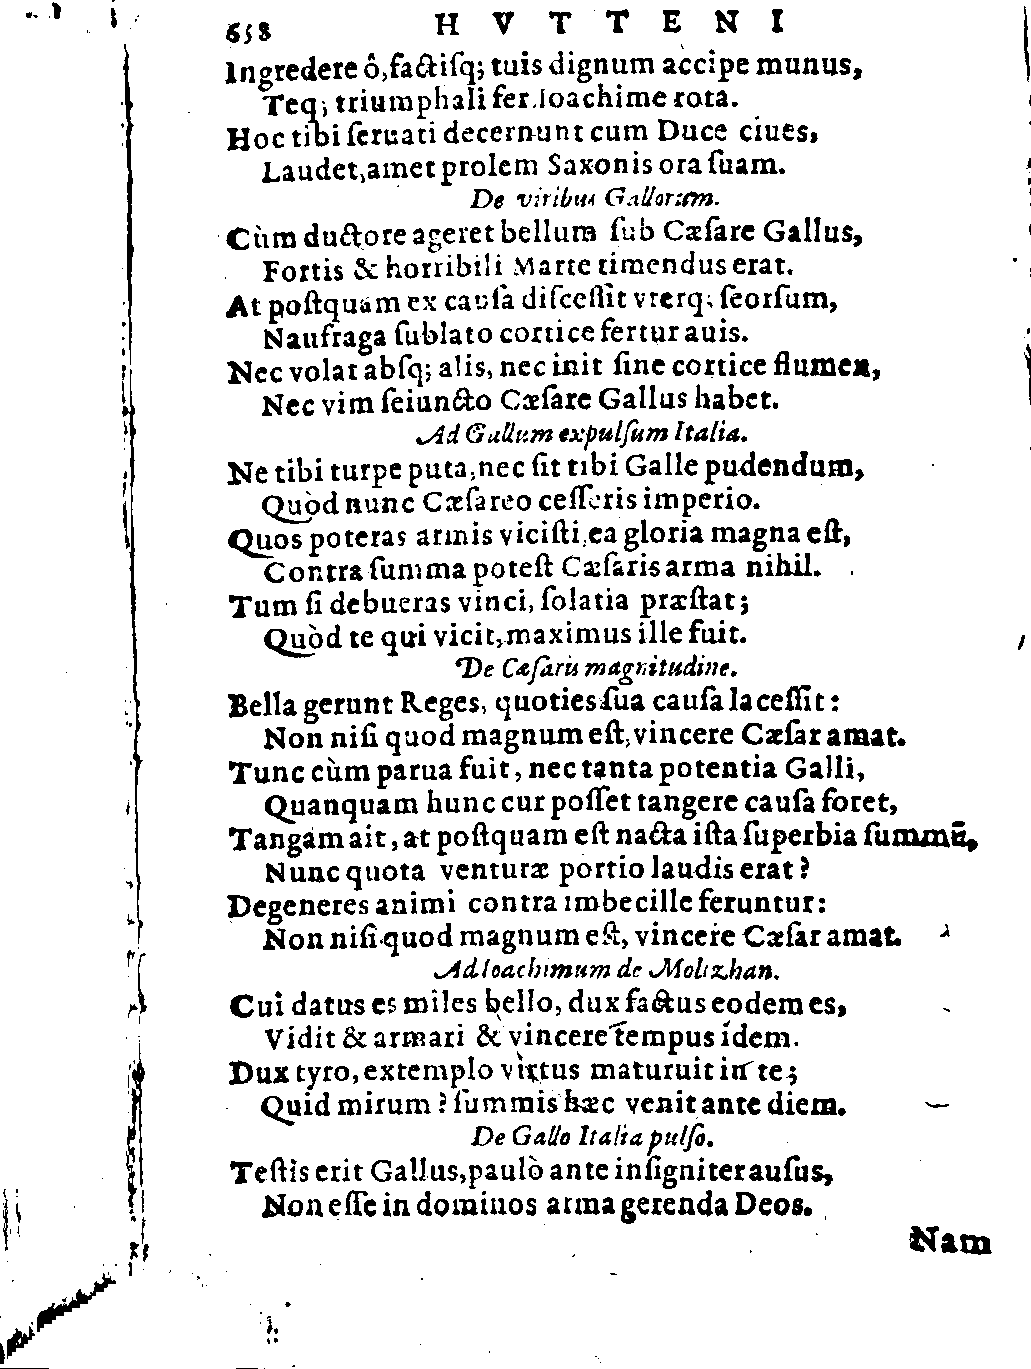 658 H V T T E N I
Ingredere ô, factiſq; tuis dignum accipe munus,
Teq; triumphali fer Ioachime rota.
Hoc tibi ſeruati decernunt cum Duce ciues,
Laudet, amet prolem Saxonis ora ſuam.
De viribus Gallorum.
Cùm ductore ageret bellum ſub Cæſare Gallus,
Fortis & horribili Marte timendus erat.
At poſtquam ex cauſa diſceſſit vterq; ſeorſum,
Naufraga ſublato cortice fertur auis.
Nec volat abſq; alis, nec init ſine cortice flumen,
Nec vim ſeiuncto Cæſare Gallus habet.
Ad Gallum expulſum Italia.
Ne tibi turpe puta, nec ſit tibi Galle pudendum,
Quòd nunc Cæſareo ceſſeris imperio.
Quos poteras armis viciſti, ea gloria magna eſt,
Contra ſumma poteſt Cæſaris arma nihil.
Tum ſi debueras vinci, ſolatia præſtat;
Quòd te qui vicit, maximus ille fuit.
De Cæſaris magnitudine.
Bella gerunt Reges, quoties ſua cauſa laceſſit:
Non niſi quod magnum eſt, vincere Cæſar amat.
Tunc cùm parua fuit, nec tanta potentia Galli,
Quanquam hunc cur poſſet tangere cauſa foret,
Tangam ait, at poſtquam eſt nacta iſta ſuperbia ſummū,
Nunc quota venturæ portio laudis erat?
Degeneres animi contra imbecille feruntur:
Non niſi quod magnum eſt, vincere Cæſar amat.
Ad Ioachimum de Moltzhan.
Cui datus es miles bello, dux factus eodem es,
Vidit & armari & vincere tempus idem.
Dux tyro, extemplo virtus maturuit in te;
Quid mirum? ſummis hæc venit ante diem.
De Gallo Italia pulſo.
Teſtis erit Gallus, paulò ante inſigniter auſus,
Non eſſe in dominos arma gerenda Deos.
Nam